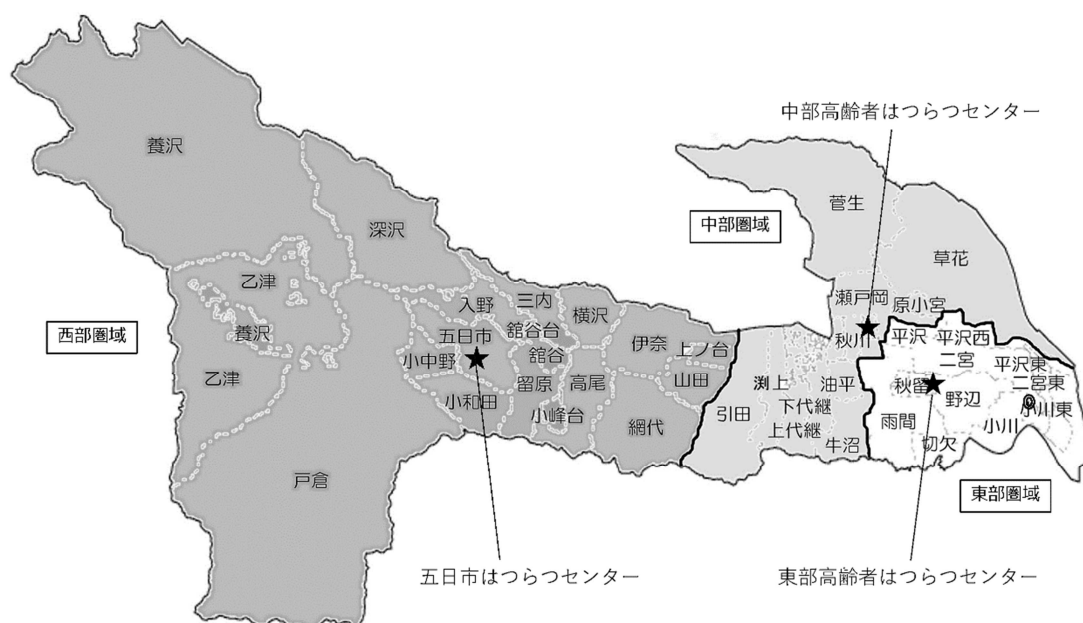 中部高齢者はつらつセンター
養沢
菅生
中部圏域
深沢
草花
乙津
瀬戸岡
原小宮
入野
三内
横沢
西部圏域
養沢
五日市
舘谷台
伊奈
上ノ台
秋川
平沢
平沢西
二宮
平沢東
小中野
舘谷
乙津
留原
高尾
山田
渕上
油平
秋留
野辺
二宮東
小和田
小峰台
引田
下代継
小川東
網代
上代継
牛沼
雨間
小川
切欠
戸倉
東部圏域
五日市はつらつセンター
東部高齢者はつらつセンター